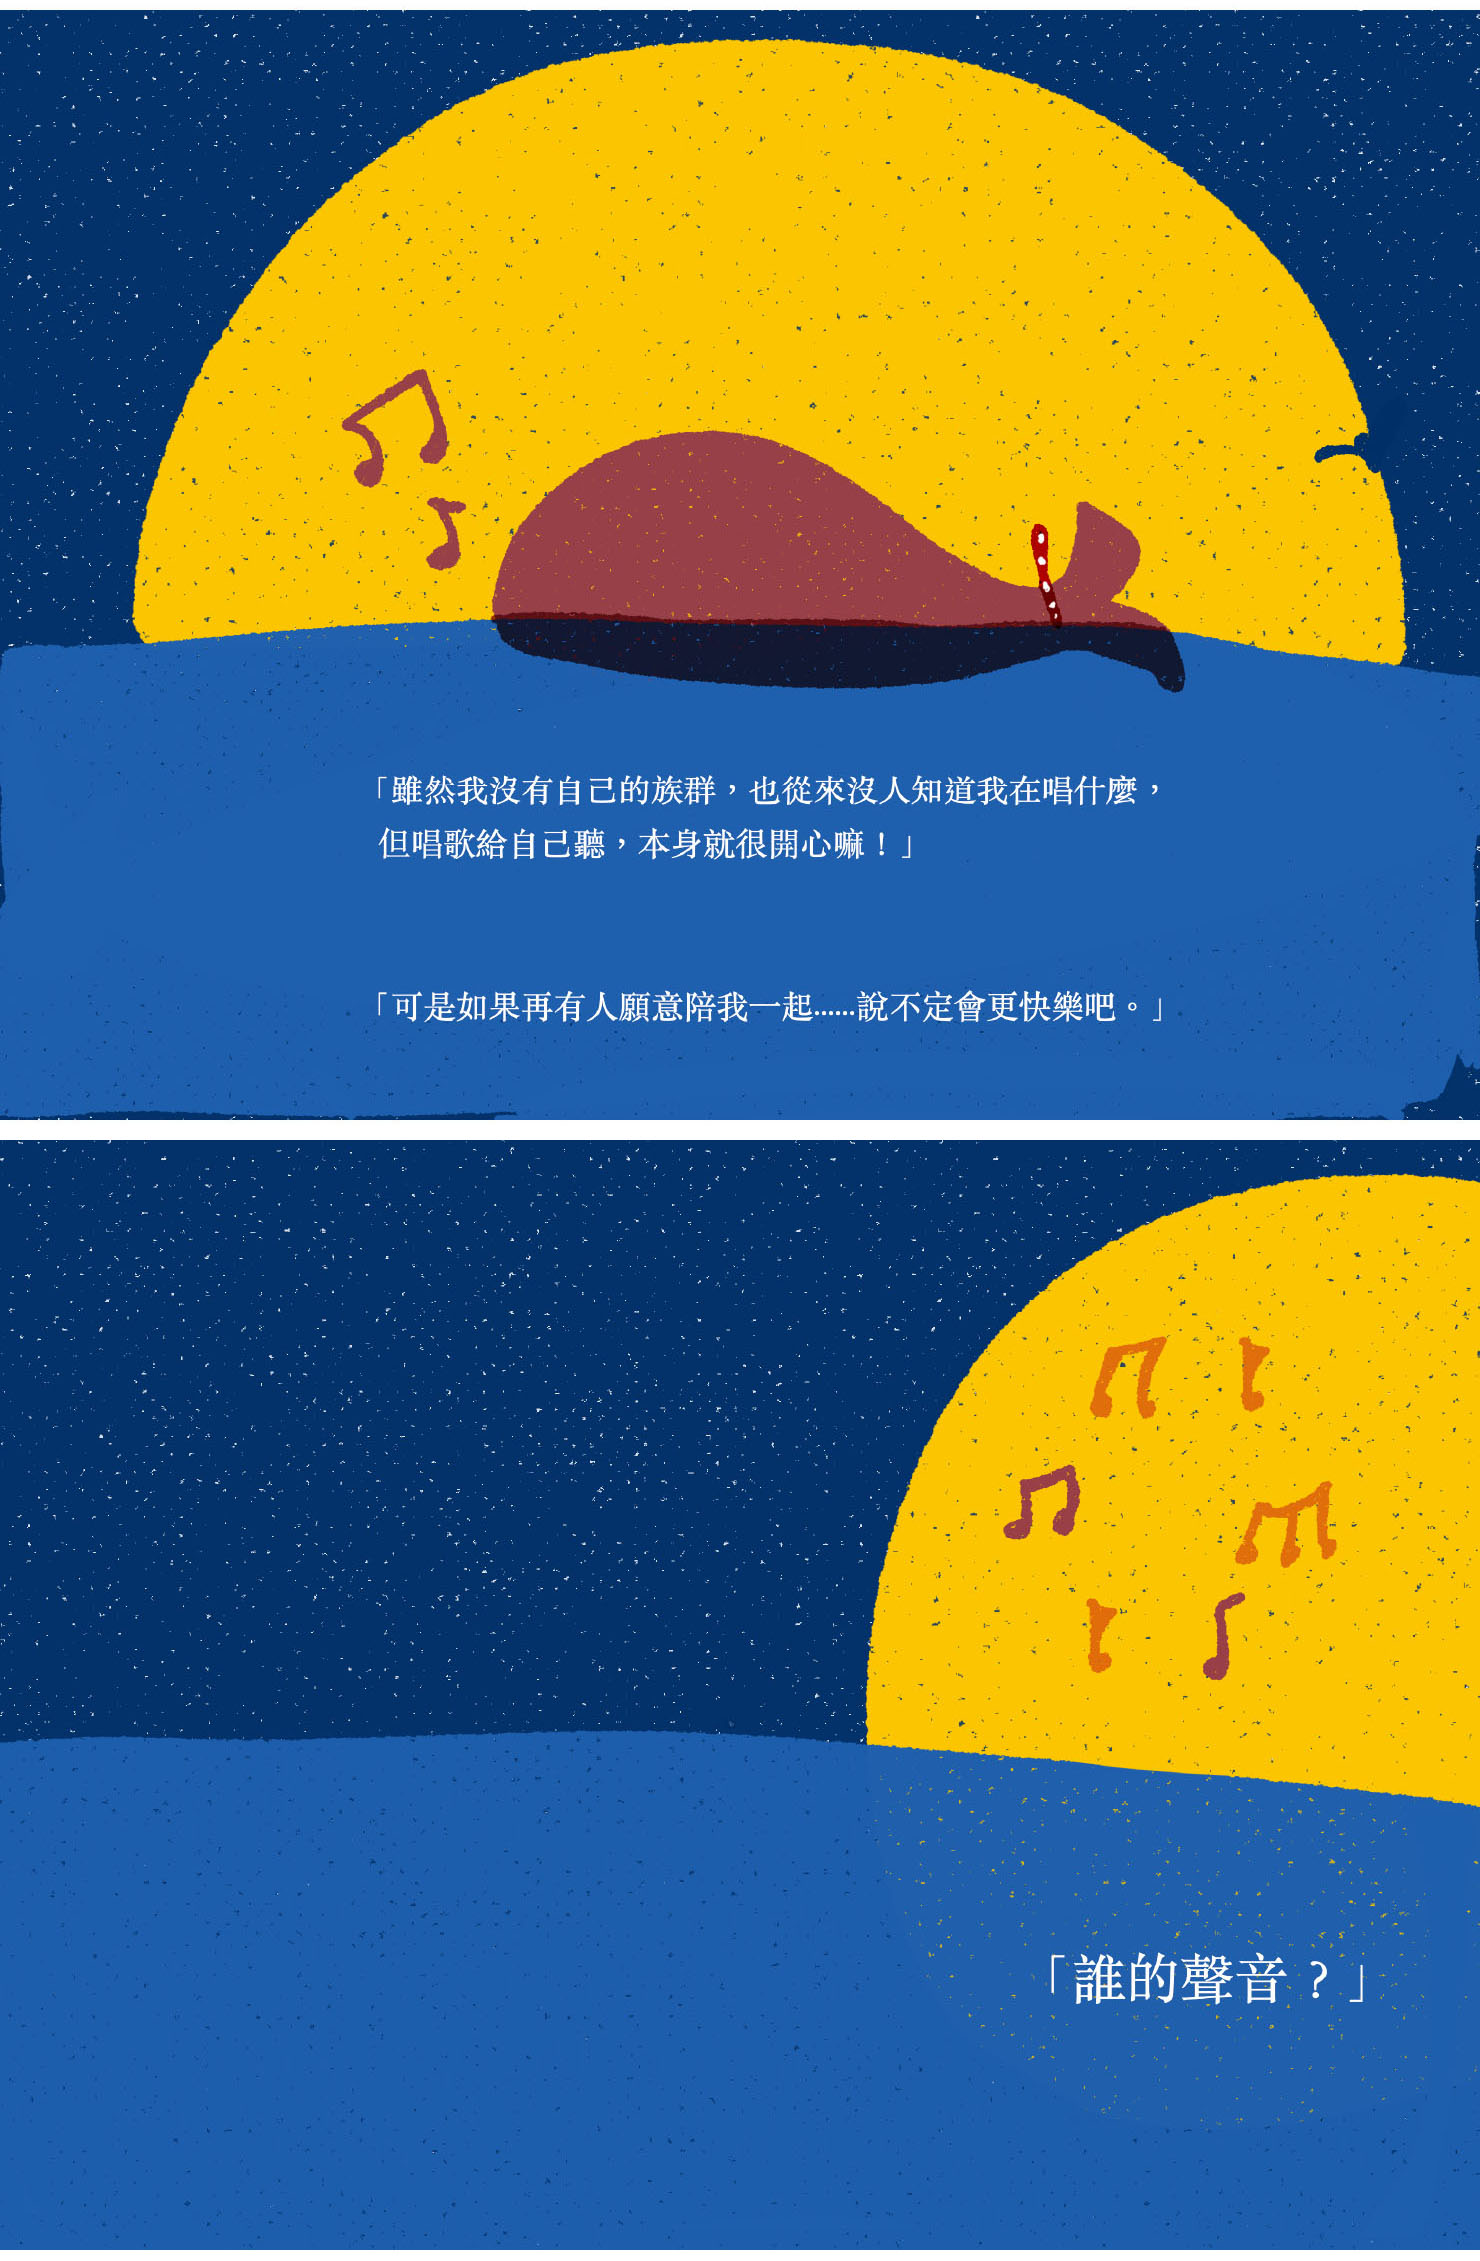 「雖然我沒有自己的族群，也從來沒人知道我在唱什麼，
但唱歌給自己聽，本身就很開心嘛！」
「可是如果再有人願意陪我一起......說不定會更快樂吧。」
「誰的聲音？」